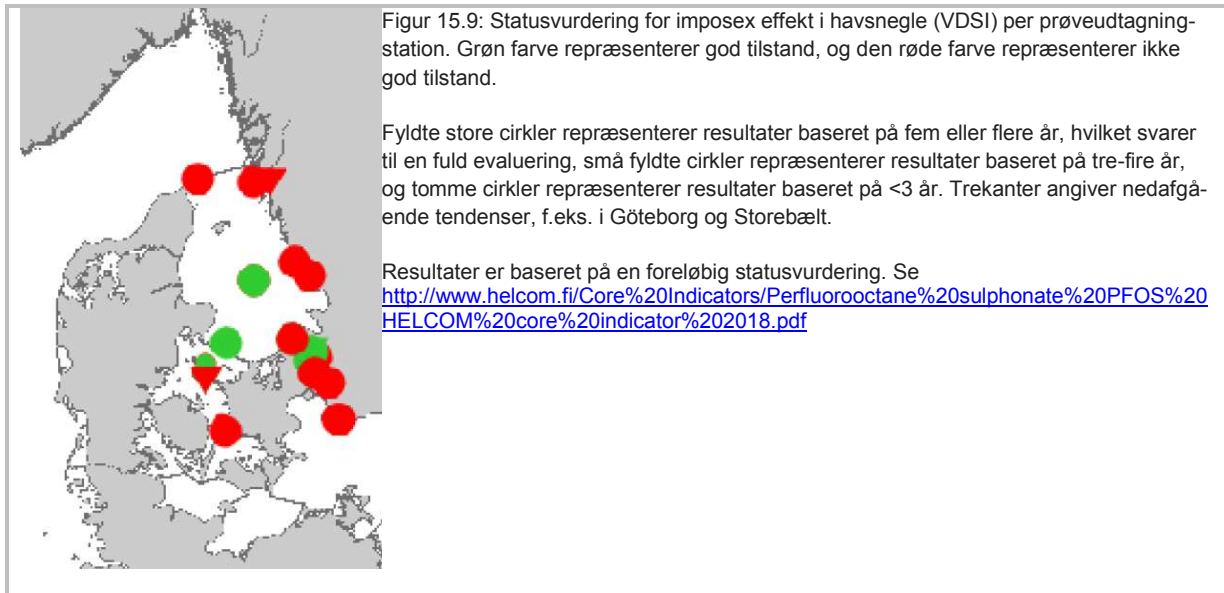 Figur 15.9: Statusvurdering for imposex effekt i havsnegle (VDSI) per prøveudtagning-
station. Grøn farve repræsenterer god tilstand, og den røde farve repræsenterer ikke
god tilstand.
Fyldte store cirkler repræsenterer resultater baseret på fem eller flere år, hvilket svarer
til en fuld evaluering, små fyldte cirkler repræsenterer resultater baseret på tre-fire år,
og tomme cirkler repræsenterer resultater baseret på <3 år. Trekanter angiver nedafgå-
ende tendenser, f.eks. i Göteborg og Storebælt.
Resultater er baseret på en foreløbig statusvurdering. Se
http://www.helcom.fi/Core%20Indicators/Perfluorooctane%20sulphonate%20PFOS%20
HELCOM%20core%20indicator%202018.pdf